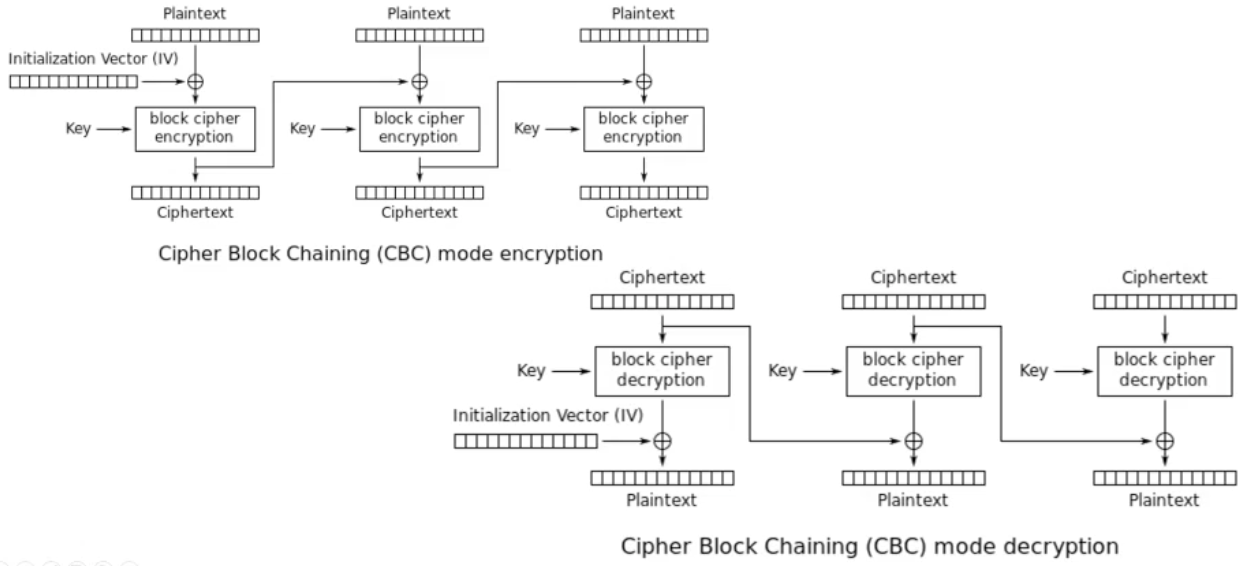 Plaintext Plaintext Plaintext
Initialization Vector (IV)
Key block cipher encryption Key block cipher encryption Key block cipher encryption
Ciphertext Ciphertext Ciphertext
Cipher Block Chaining (CBC) mode encryption
Ciphertext Ciphertext Ciphertext
Key block cipher decryption Key block cipher decryption Key block cipher decryption
Initialization Vector (IV)
Plaintext Plaintext Plaintext
Cipher Block Chaining (CBC) mode decryption